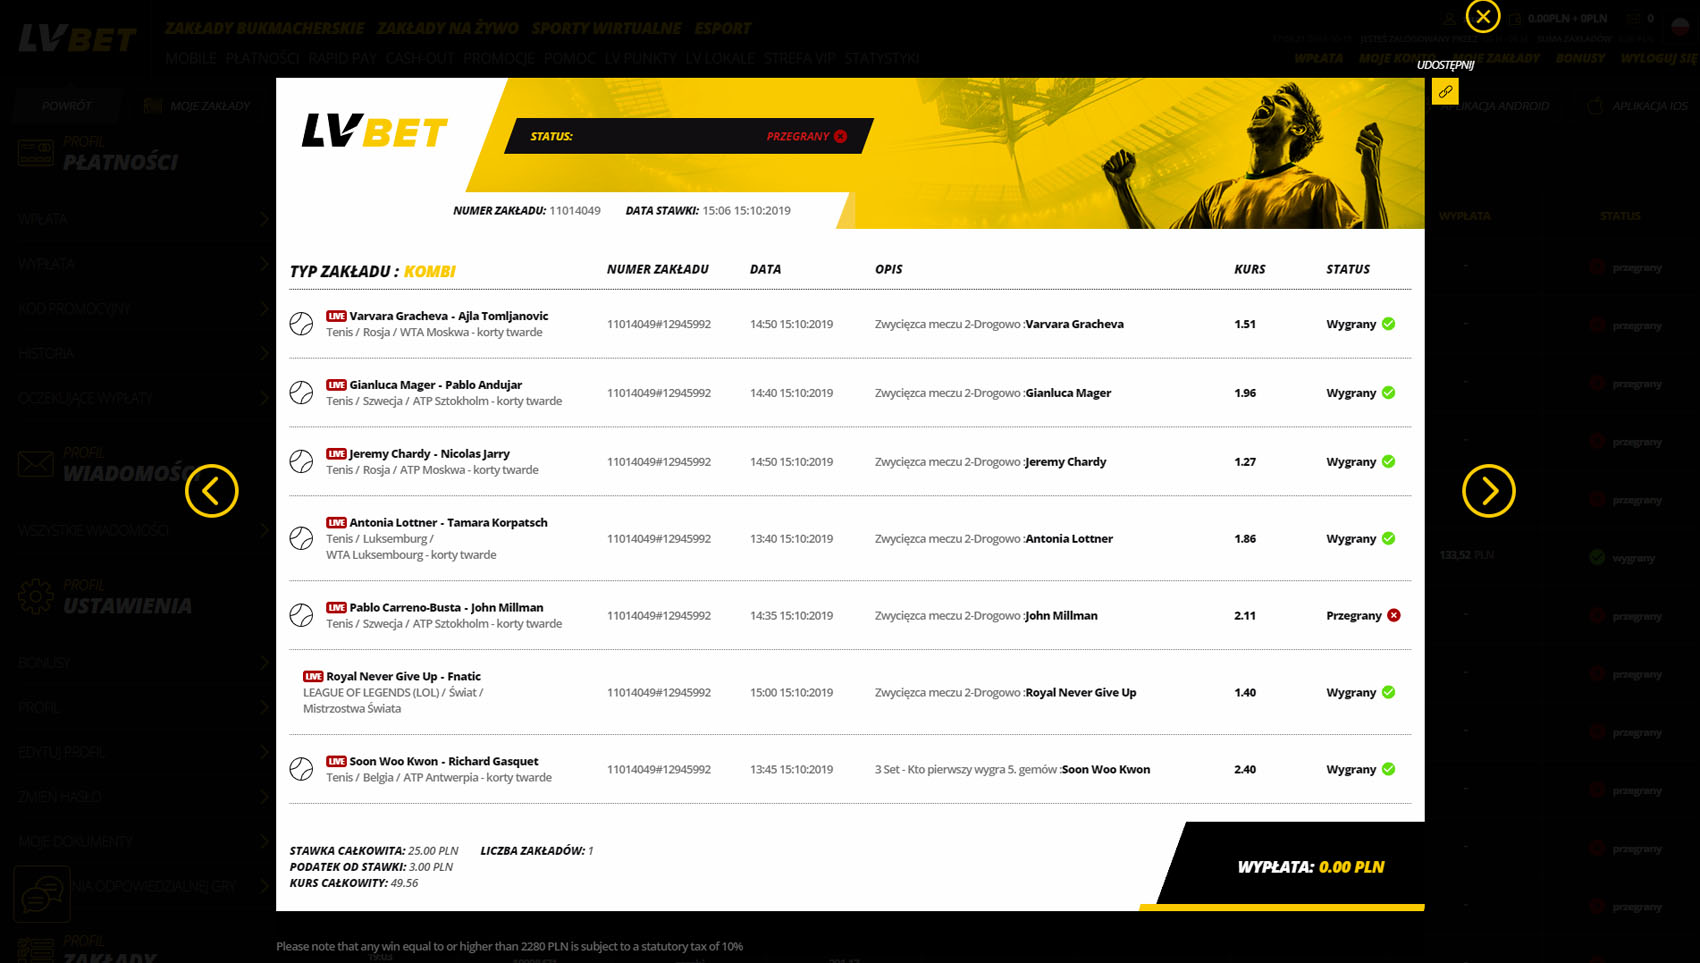 LVBET
ZAKŁADY BUKMACHERSKIE ZAKŁADY NA ŻYWO SPORTY WIRTUALNE ESPORT
0.00PLN + 0PLN 0
MOBILE PŁATNOŚCI RAPID PAY CASH-OUT PROMOCJE POMOC LV PUNKTY LV LOKALE STREFA VIP STATYSTYKI
WPŁATA MOJE KONTO MOJE ZAKŁADY BONUSY WYLOGUJ SIĘ
UDOSTĘPNIJ
POWRÓT MOJE ZAKŁADY
APLIKACJA ANDROID APLIKACJA IOS
PROFIL
PŁATNOŚCI
WPŁATA
WYPŁATA
KOD PROMOCYJNY
HISTORIA
OCZEKUJĄCE WYPŁATY
PROFIL
WIADOMOŚCI
WSZYSTKIE WIADOMOŚCI
PROFIL
USTAWIENIA
BONUSY
PROFIL
EDYTUJ PROFIL
ZMIEŃ HASŁO
MOJE DOKUMENTY
NIA ODPOWIEDZIALNEJ GRY
PROFIL
ZAKŁADY
LVBET
STATUS: PRZEGRANY
NUMER ZAKŁADU: 11014049 DATA STAWKI: 15:06 15:10:2019
TYP ZAKŁADU : KOMBI NUMER ZAKŁADU DATA OPIS KURS STATUS
LIVE Varvara Gracheva - Ajla Tomljanovic
Tenis / Rosja / WTA Moskwa - korty twarde
11014049#12945992 14:50 15:10:2019 Zwycięzca meczu 2-Drogowo :Varvara Gracheva 1.51 Wygrany
LIVE Gianluca Mager - Pablo Andujar
Tenis / Szwecja / ATP Sztokholm - korty twarde
11014049#12945992 14:40 15:10:2019 Zwycięzca meczu 2-Drogowo :Gianluca Mager 1.96 Wygrany
LIVE Jeremy Chardy - Nicolas Jarry
Tenis / Rosja / ATP Moskwa - korty twarde
11014049#12945992 14:50 15:10:2019 Zwycięzca meczu 2-Drogowo :Jeremy Chardy 1.27 Wygrany
LIVE Antonia Lottner - Tamara Korpatsch
Tenis / Luksemburg /
WTA Luksembourg - korty twarde
11014049#12945992 13:40 15:10:2019 Zwycięzca meczu 2-Drogowo :Antonia Lottner 1.86 Wygrany
LIVE Pablo Carreno-Busta - John Millman
Tenis / Szwecja / ATP Sztokholm - korty twarde
11014049#12945992 14:35 15:10:2019 Zwycięzca meczu 2-Drogowo :John Millman 2.11 Przegrany
LIVE Royal Never Give Up - Fnatic
LEAGUE OF LEGENDS (LOL) / Świat /
Mistrzostwa Świata
11014049#12945992 15:00 15:10:2019 Zwycięzca meczu 2-Drogowo :Royal Never Give Up 1.40 Wygrany
LIVE Soon Woo Kwon - Richard Gasquet
Tenis / Belgia / ATP Antwerpia - korty twarde
11014049#12945992 13:45 15:10:2019 3 Set - Kto pierwszy wygra 5. gemów :Soon Woo Kwon 2.40 Wygrany
STAWKA CAŁKOWITA: 25.00 PLN LICZBA ZAKŁADÓW: 1
PODATEK OD STAWKI: 3.00 PLN
KURS CAŁKOWITY: 49.56
WYPŁATA: 0.00 PLN
Please note that any win equal to or higher than 2280 PLN is subject to a statutory tax of 10%
WYPŁATA STATUS
- przegrany
- przegrany
- przegrany
- przegrany
- przegrany
133,52 PLN wygrany
- przegrany
- przegrany
- przegrany
- przegrany
- przegrany
- przegrany